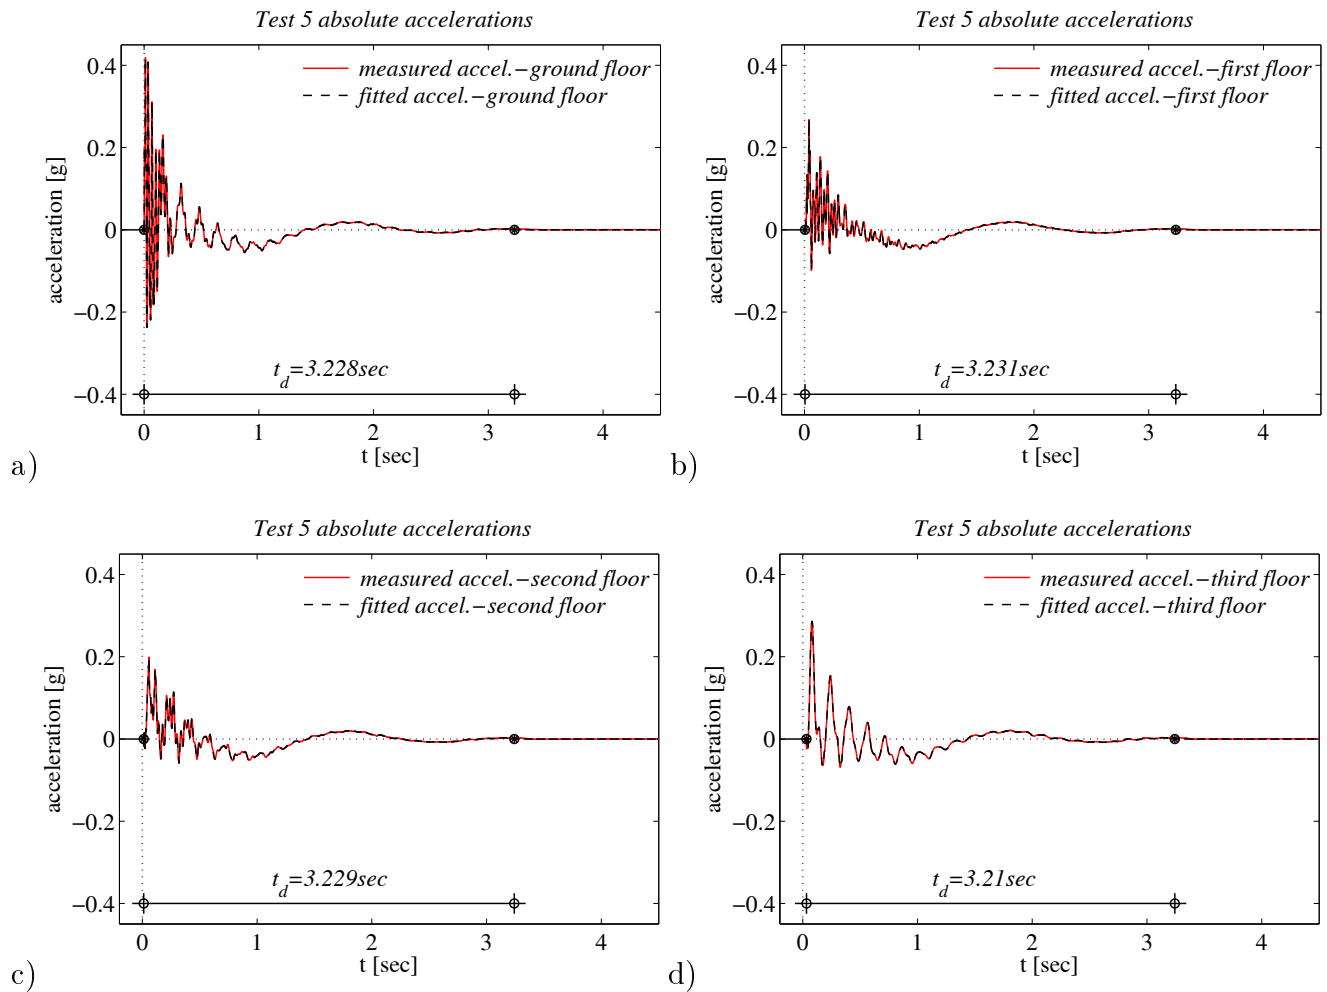 Test 5 absolute accelerations
measured accel.−ground floor
fitted accel.−ground floor
acceleration [g]
0.4
0.2
0
−0.2
−0.4
t_d=3.228sec
0 1 2 3 4
t [sec]
a)
Test 5 absolute accelerations
measured accel.−first floor
fitted accel.−first floor
acceleration [g]
0.4
0.2
0
−0.2
−0.4
t_d=3.231sec
0 1 2 3 4
t [sec]
b)
Test 5 absolute accelerations
measured accel.−second floor
fitted accel.−second floor
acceleration [g]
0.4
0.2
0
−0.2
−0.4
t_d=3.229sec
0 1 2 3 4
t [sec]
c)
Test 5 absolute accelerations
measured accel.−third floor
fitted accel.−third floor
acceleration [g]
0.4
0.2
0
−0.2
−0.4
t_d=3.21sec
0 1 2 3 4
t [sec]
d)